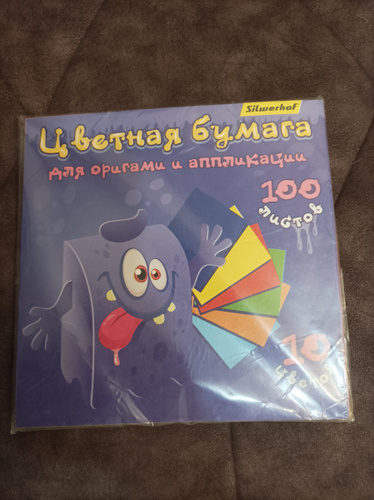 Silwerhof
Цветная бумага
для оригами и аппликации
100
листов
10
цветов